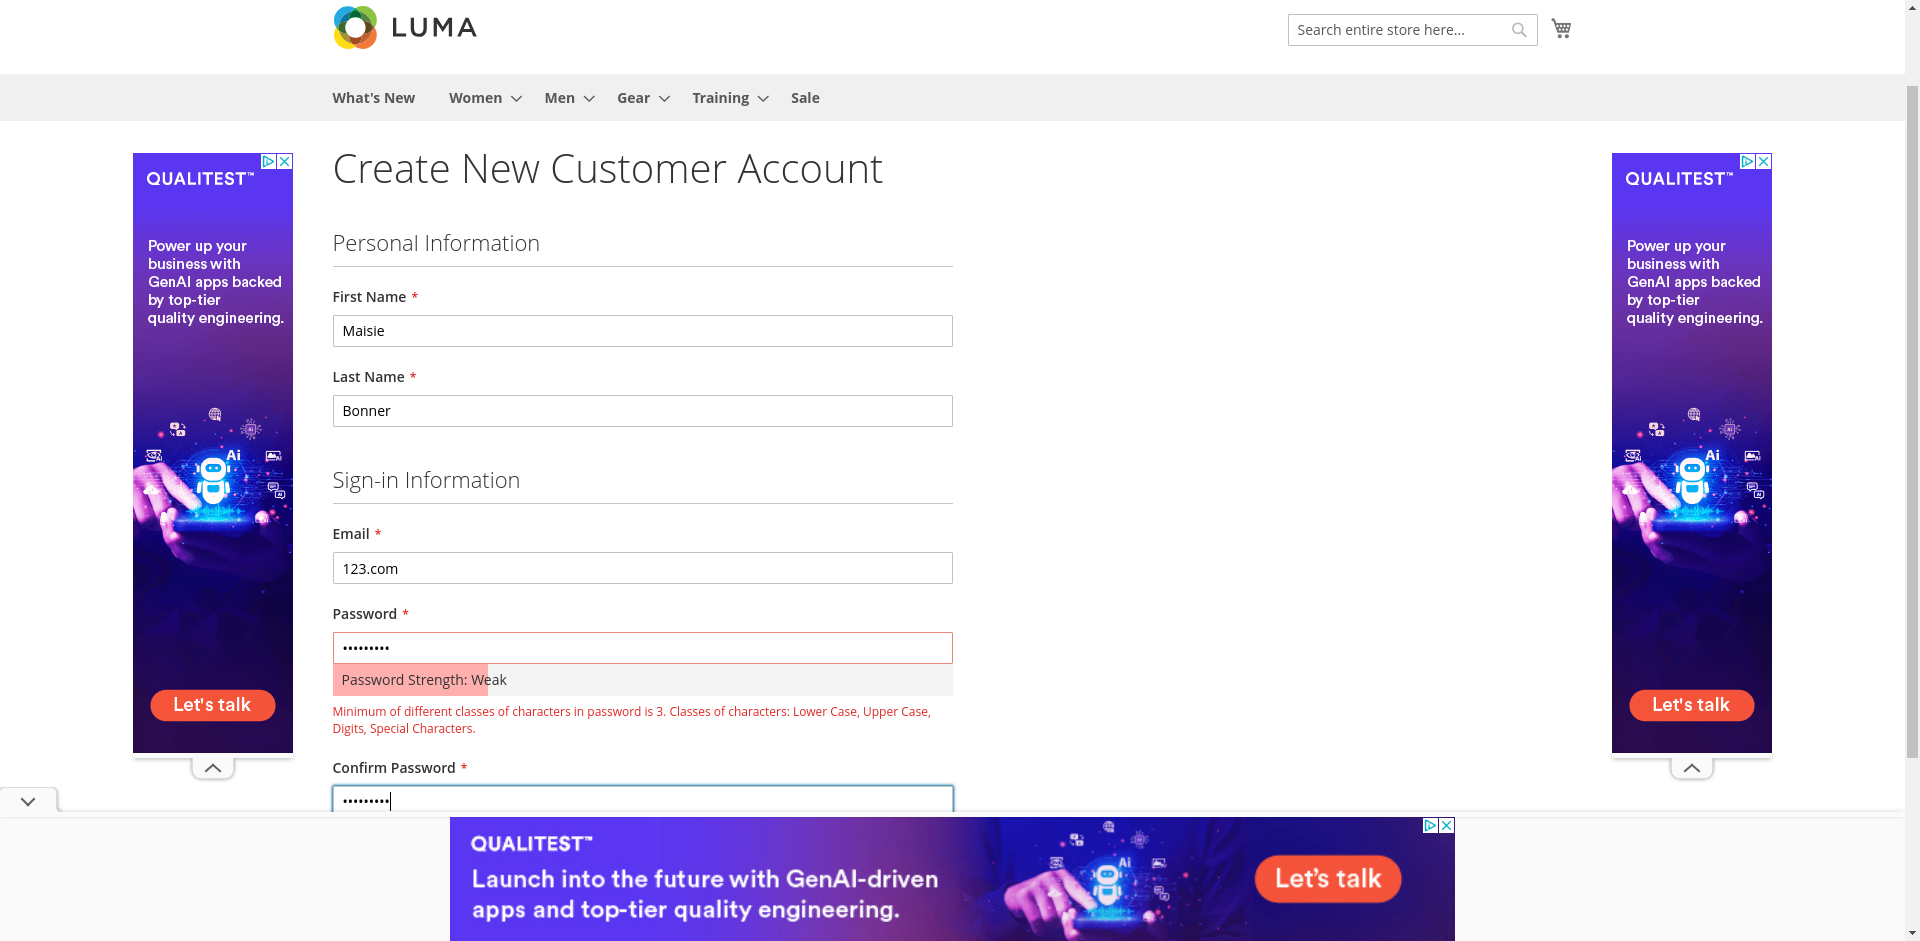 LUMA
Search entire store here...
What's New
Women
Men
Gear
Training
Sale
QUALITEST™
Power up your
business with
GenAI apps backed
by top-tier
quality engineering.
Ai
Let's talk
Create New Customer Account
Personal Information
First Name *
Maisie
Last Name *
Bonner
Sign-in Information
Email *
123.com
Password *
•••••••••
Password Strength: Weak
Minimum of different classes of characters in password is 3. Classes of characters: Lower Case, Upper Case,
Digits, Special Characters.
Confirm Password *
•••••••••
QUALITEST™
Power up your
business with
GenAI apps backed
by top-tier
quality engineering.
Ai
Let's talk
QUALITEST™
Launch into the future with GenAI-driven
apps and top-tier quality engineering.
Ai
Let's talk